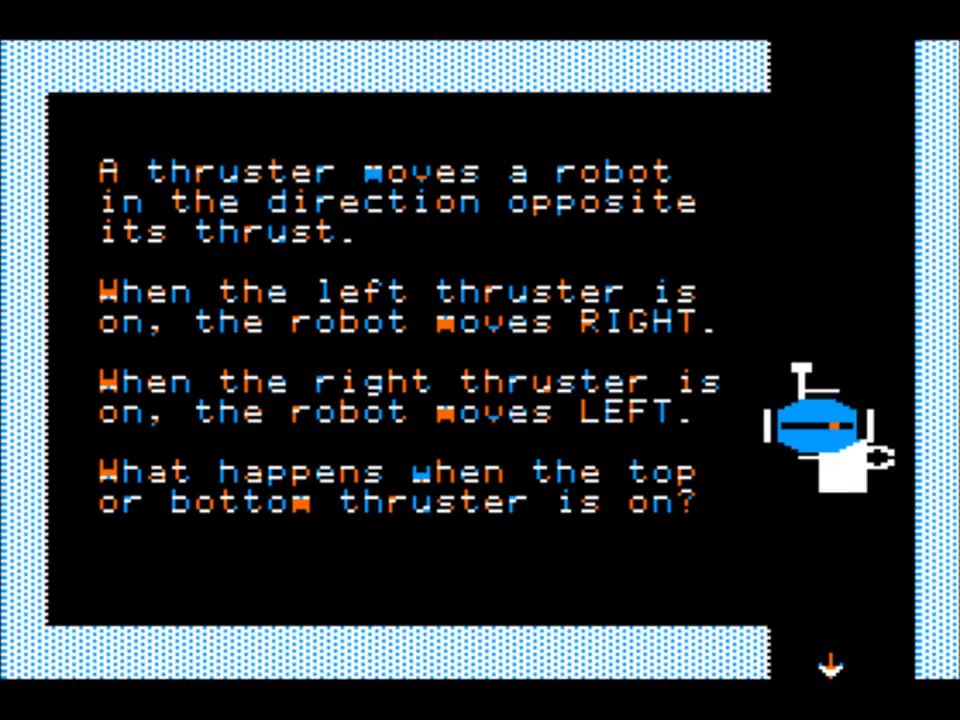 A thruster moves a robot
in the direction opposite
its thrust.
When the left thruster is
on, the robot moves RIGHT.
When the right thruster is
on, the robot moves LEFT.
What happens when the top
or bottom thruster is on?